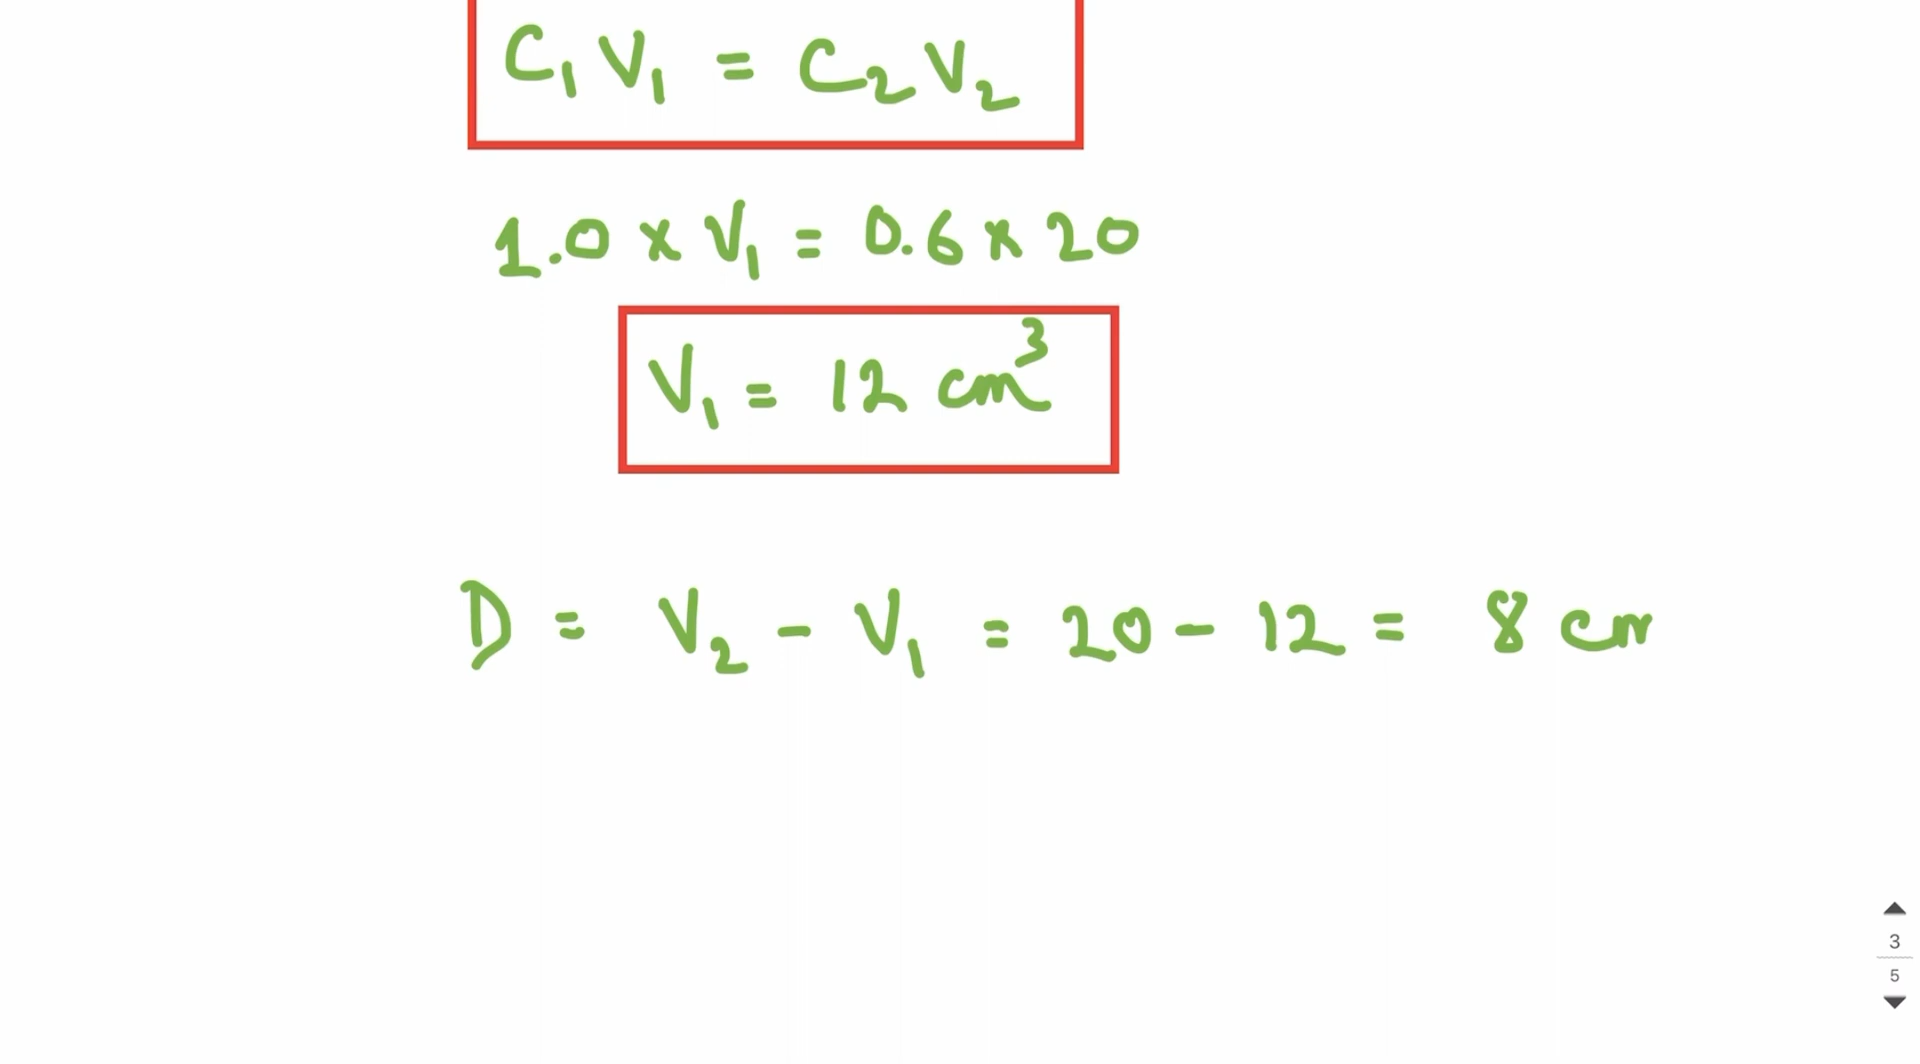 C₁V₁ = C₂V₂
1.0 x V₁ = 0.6 x 20
V₁ = 12 cm³
D = V₂ - V₁ = 20 - 12 = 8 cm
3
5